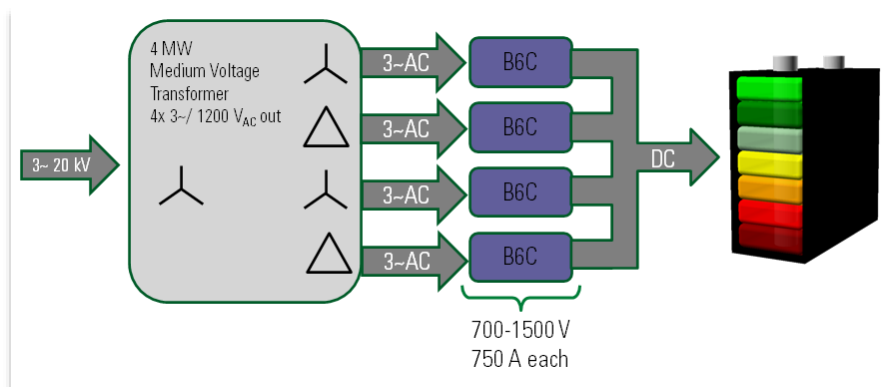 4 MW
Medium Voltage
Transformer
4x 3~/ 1200 VAC out
3~ 20 kV
3~AC
B6C
3~AC
B6C
3~AC
B6C
3~AC
B6C
DC
700-1500 V
750 A each